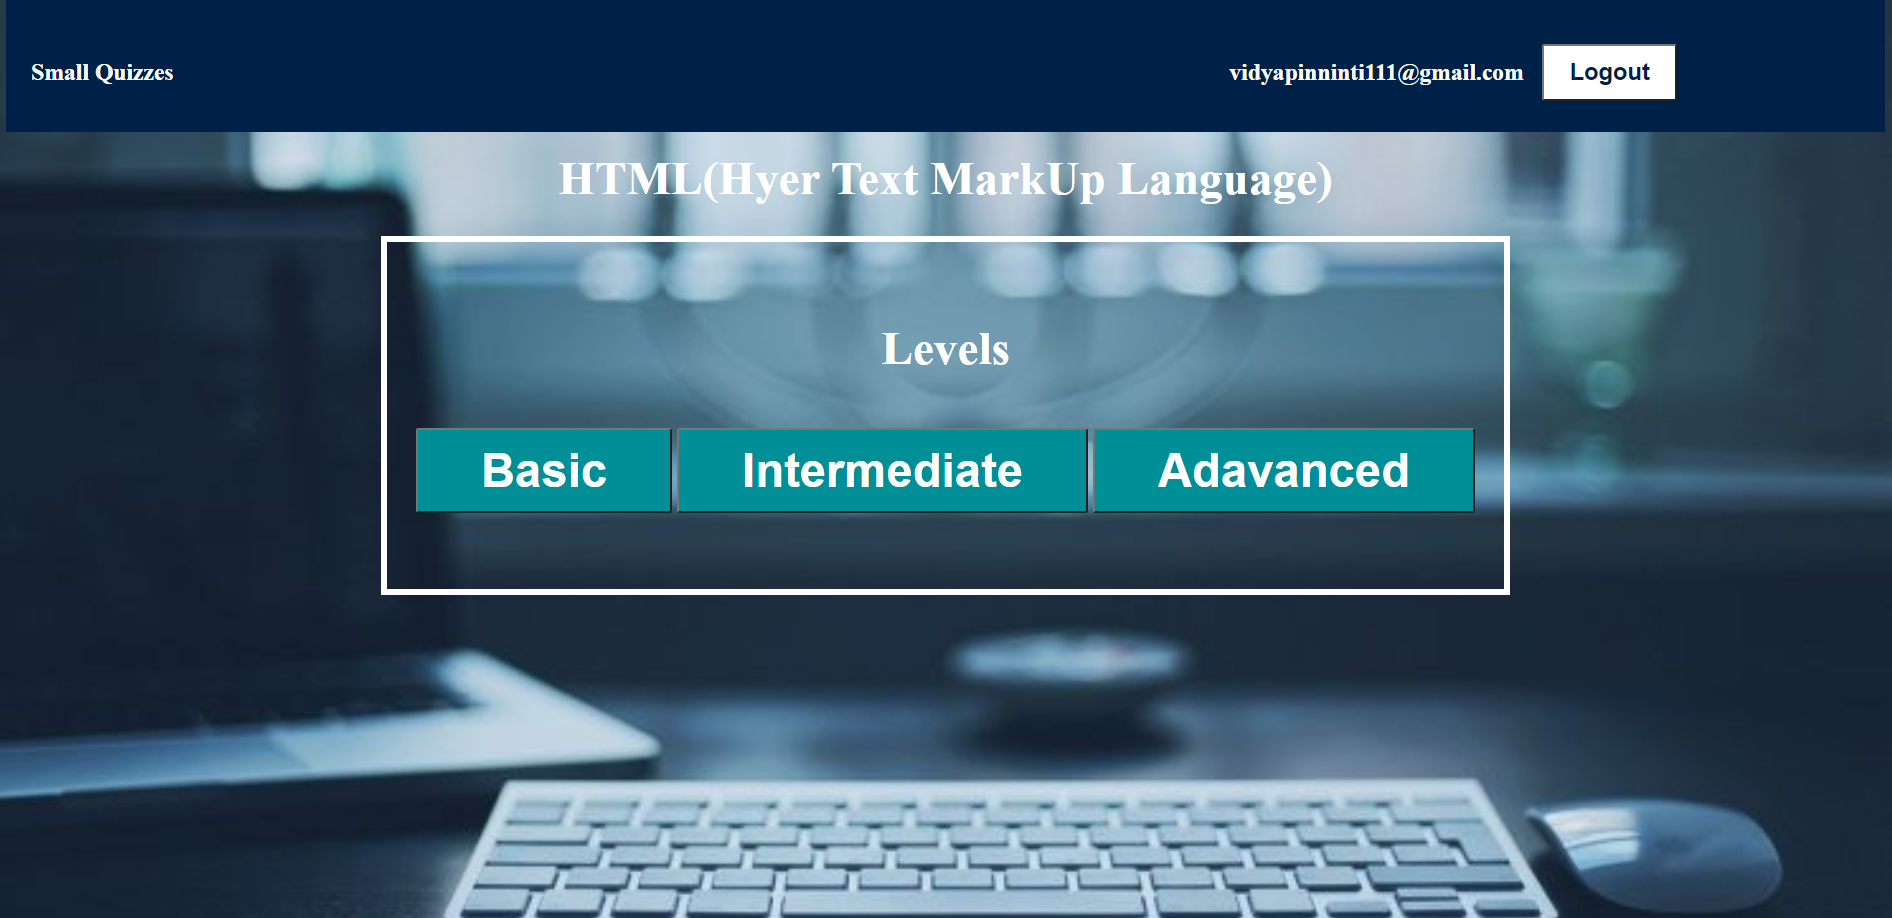 Small Quizzes
vidyapinninti111@gmail.com Logout
HTML(Hyer Text MarkUp Language)
Levels
Basic Intermediate Adavanced